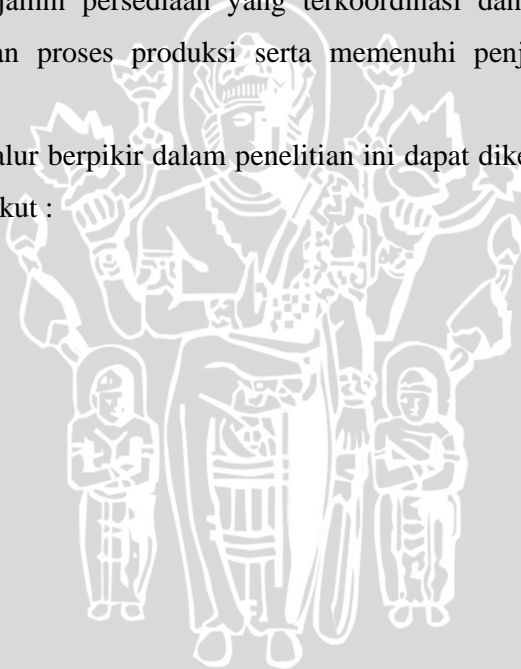 jamin persediaan yang terkoordinasi dan
an proses produksi serta memenuhi penj
alur berpikir dalam penelitian ini dapat dike
kut :